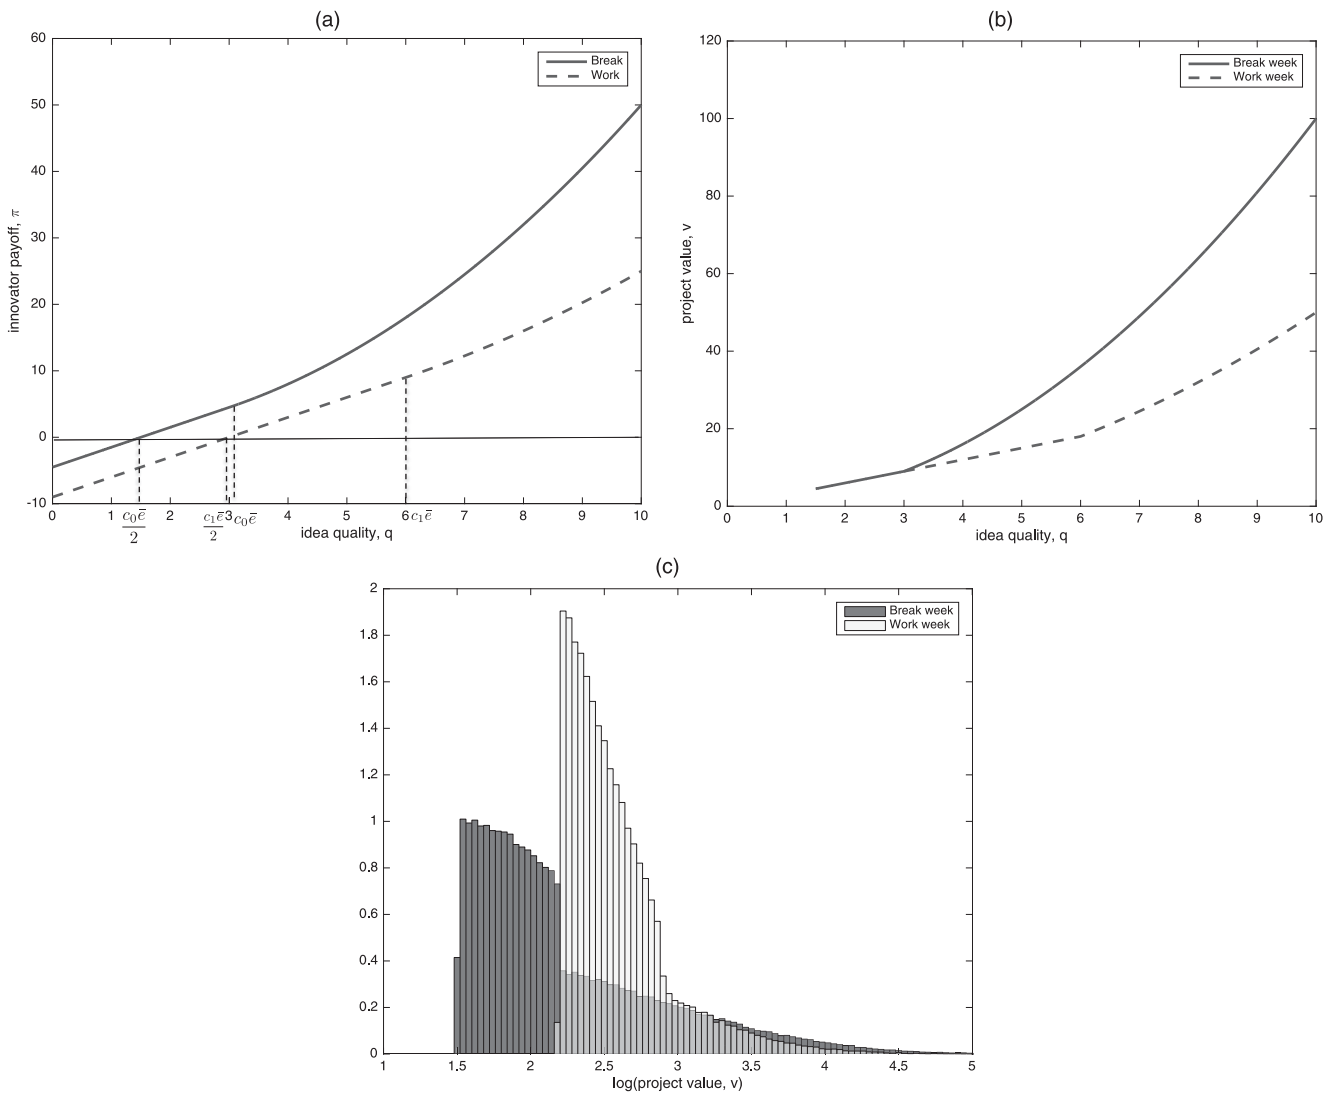 (a)
60
50
40
30
20
10
0
-10
innovator payoff, π
Break
Work
0 1 2 3 4 5 6 7 8 9 10
c₀ē/2 c₁ē/2 c₀ē c₁ē
idea quality, q
(b)
120
100
80
60
40
20
0
project value, v
Break week
Work week
0 1 2 3 4 5 6 7 8 9 10
idea quality, q
(c)
2
1.8
1.6
1.4
1.2
1
0.8
0.6
0.4
0.2
0
Break week
Work week
1 1.5 2 2.5 3 3.5 4 4.5 5
log(project value, v)